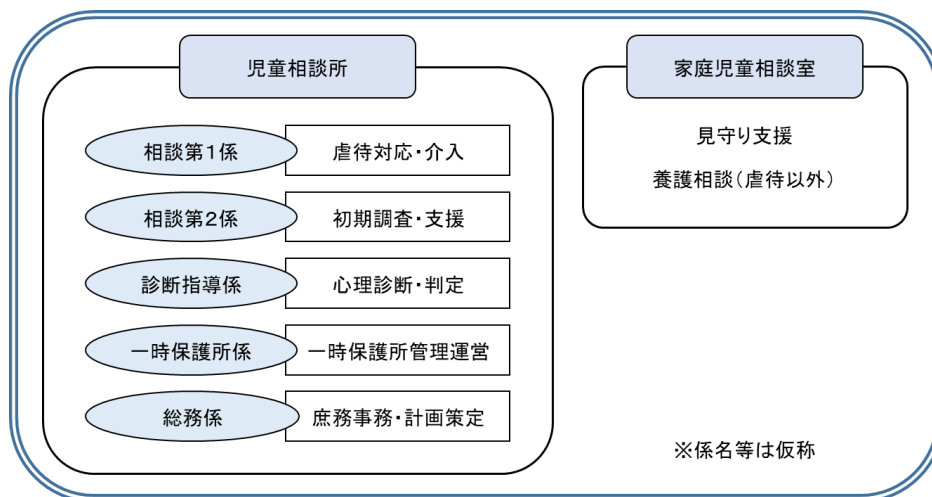 児童相談所
相談第1係
虐待対応・介入
相談第2係
初期調査・支援
診断指導係
心理診断・判定
一時保護所係
一時保護所管理運営
総務係
庶務事務・計画策定
家庭児童相談室
見守り支援
養護相談(虐待以外)
※係名等は仮称